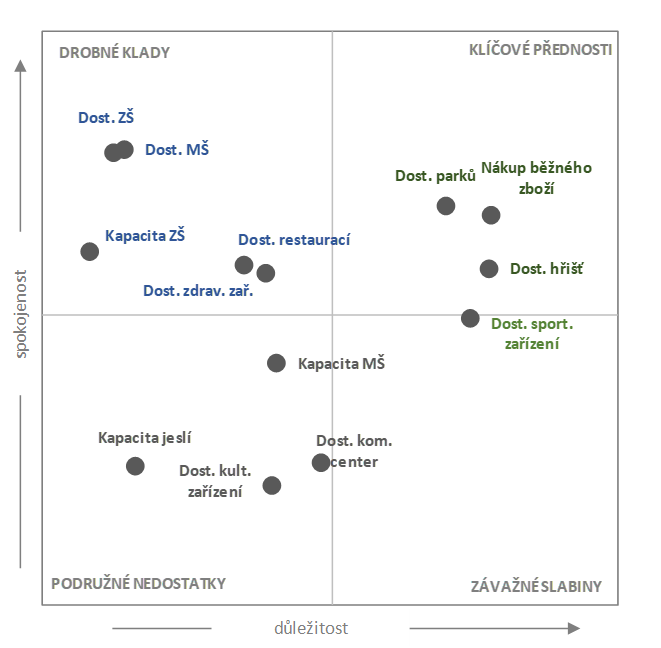 DROBNÉ KLADY
KLÍČOVÉ PŘEDNOSTI
Dost. ZŠ
Dost. MŠ
Dost. parků
Nákup běžného
zboží
Kapacita ZŠ
Dost. restaurací
Dost. zdrav. zař.
Dost. hřišť
Dost. sport.
zařízení
Kapacita MŠ
Kapacita jeslí
Dost. kult.
zařízení
Dost. kom.
center
PODRUŽNÉ NEDOSTATKY
ZÁVAŽNÉ SLABINY
spokojenost
důležitost